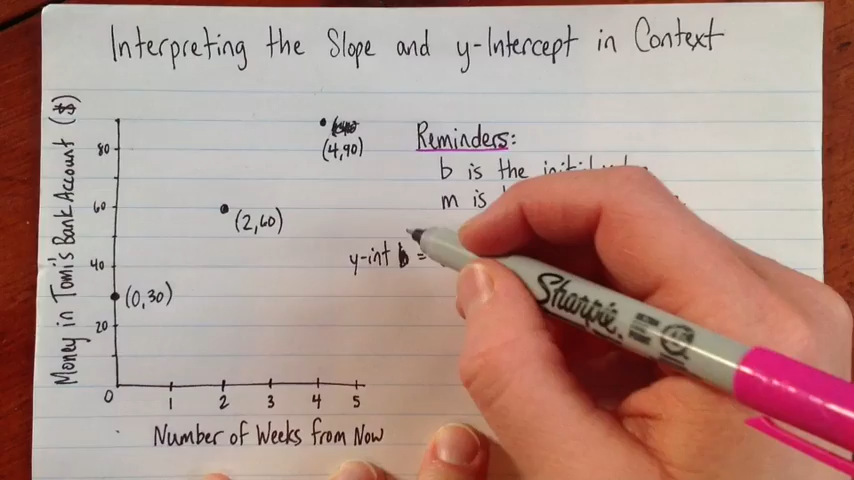 Interpreting the Slope and y-Intercept in Context
Money in Tomi's Bank Account ($)
80
60
40
20
0
1 2 3 4 5
Number of Weeks from Now
(4,90)
(2,60)
(0,30)
Reminders:
b is the initial
m is
y-int b =
Sharpie